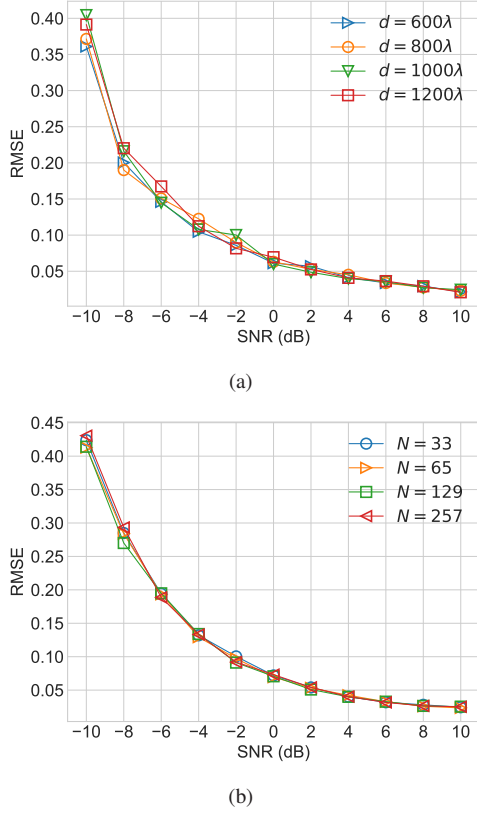 0.40
0.35
0.30
0.25
0.20
0.15
0.10
0.05
RMSE
d = 600λ
d = 800λ
d = 1000λ
d = 1200λ
−10 −8 −6 −4 −2 0 2 4 6 8 10
SNR (dB)
(a)
0.45
0.40
0.35
0.30
0.25
0.20
0.15
0.10
0.05
RMSE
N = 33
N = 65
N = 129
N = 257
−10 −8 −6 −4 −2 0 2 4 6 8 10
SNR (dB)
(b)